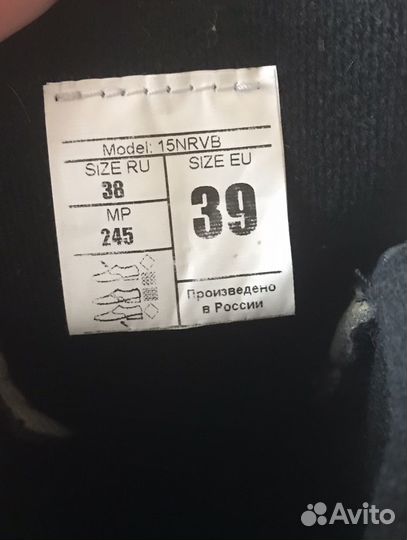 Model: 15NRVB
SIZE RU
38
MP
245
SIZE EU
39
Произведено
в России
Avito